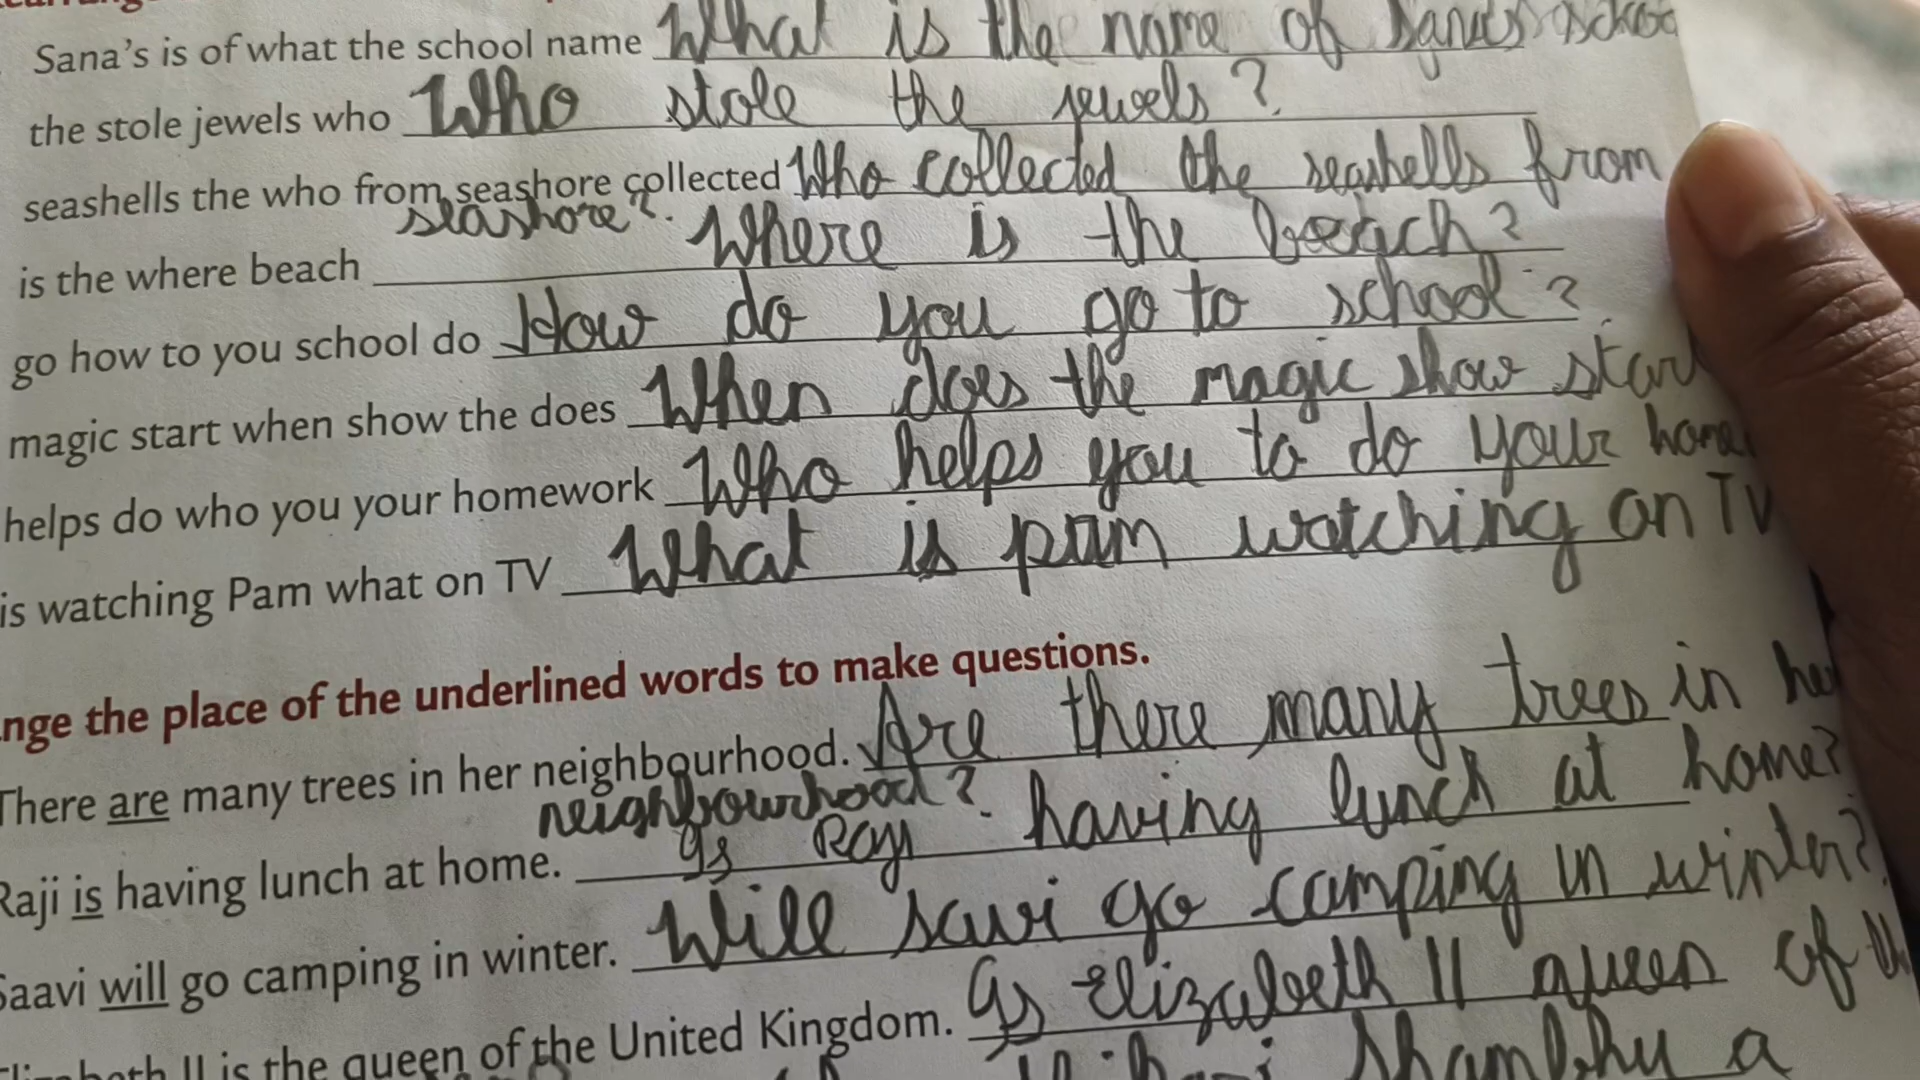 Sana's is of what the school name What is the name of Sana's school
the stole jewels who Who stole the jewels?
seashells the who from seashore collected Who collected the seashells from
seashore?
is the where beach Where is the beach?
go how to you school do How do you go to school?
magic start when show the does When does the magic show start
helps do who you your homework Who helps you to do your home
is watching Pam what on TV What is pam watching on TV
nge the place of the underlined words to make questions.
There are many trees in her neighbourhood. Are there many trees in her
neighbourhood?
Raji is having lunch at home. Is Raji having lunch at home?
Saavi will go camping in winter. Will savi go camping in winter?
Elizabeth II is the queen of the United Kingdom. Is Elizabeth II queen of
Shambhu a